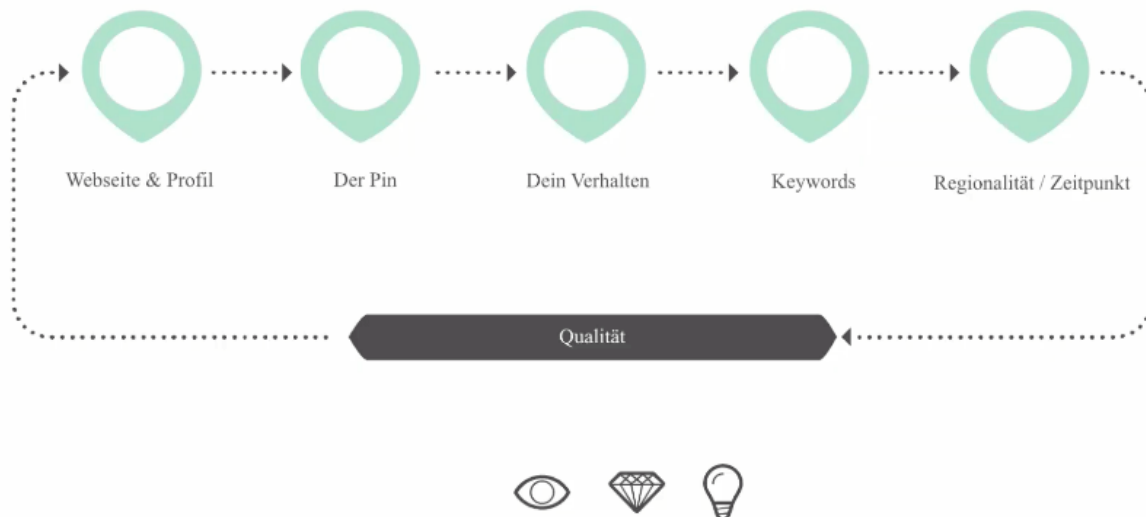 Webseite & Profil
Der Pin
Dein Verhalten
Keywords
Regionalität / Zeitpunkt
Qualität